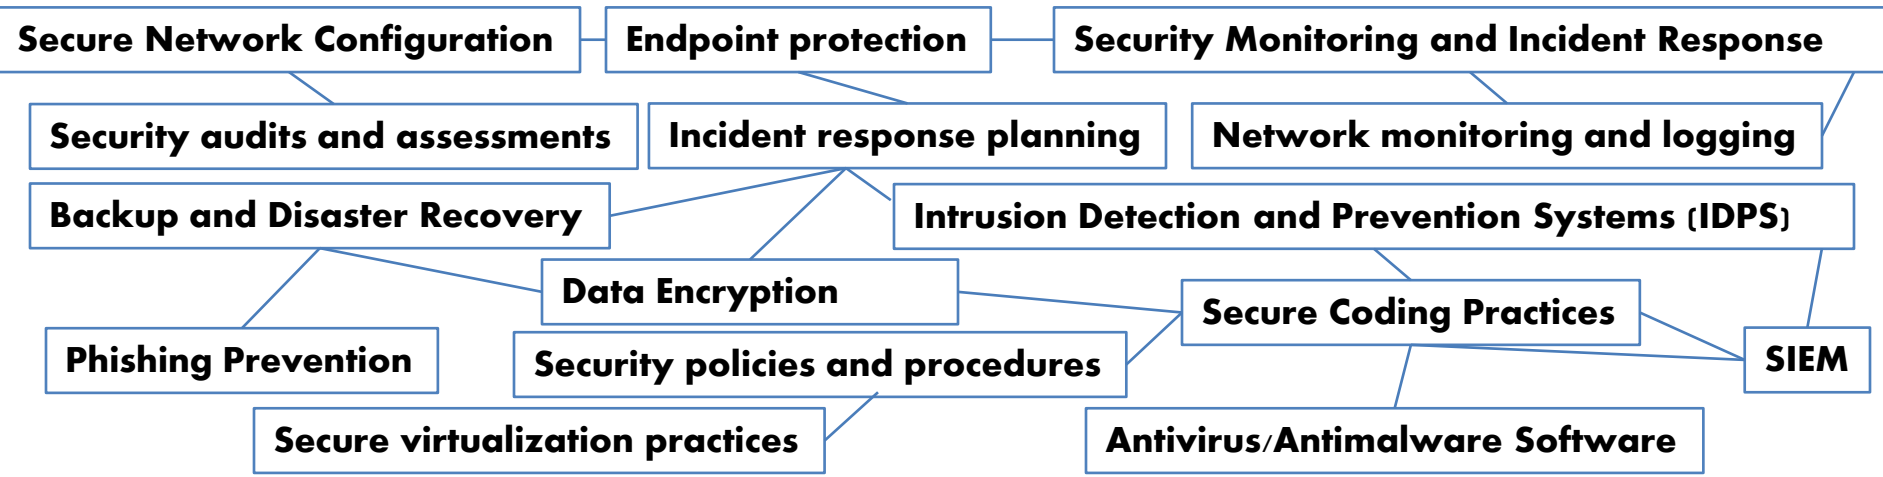 Secure Network Configuration
Endpoint protection
Security Monitoring and Incident Response
Security audits and assessments
Incident response planning
Network monitoring and logging
Backup and Disaster Recovery
Intrusion Detection and Prevention Systems (IDPS)
Data Encryption
Secure Coding Practices
Phishing Prevention
Security policies and procedures
SIEM
Secure virtualization practices
Antivirus/Antimalware Software